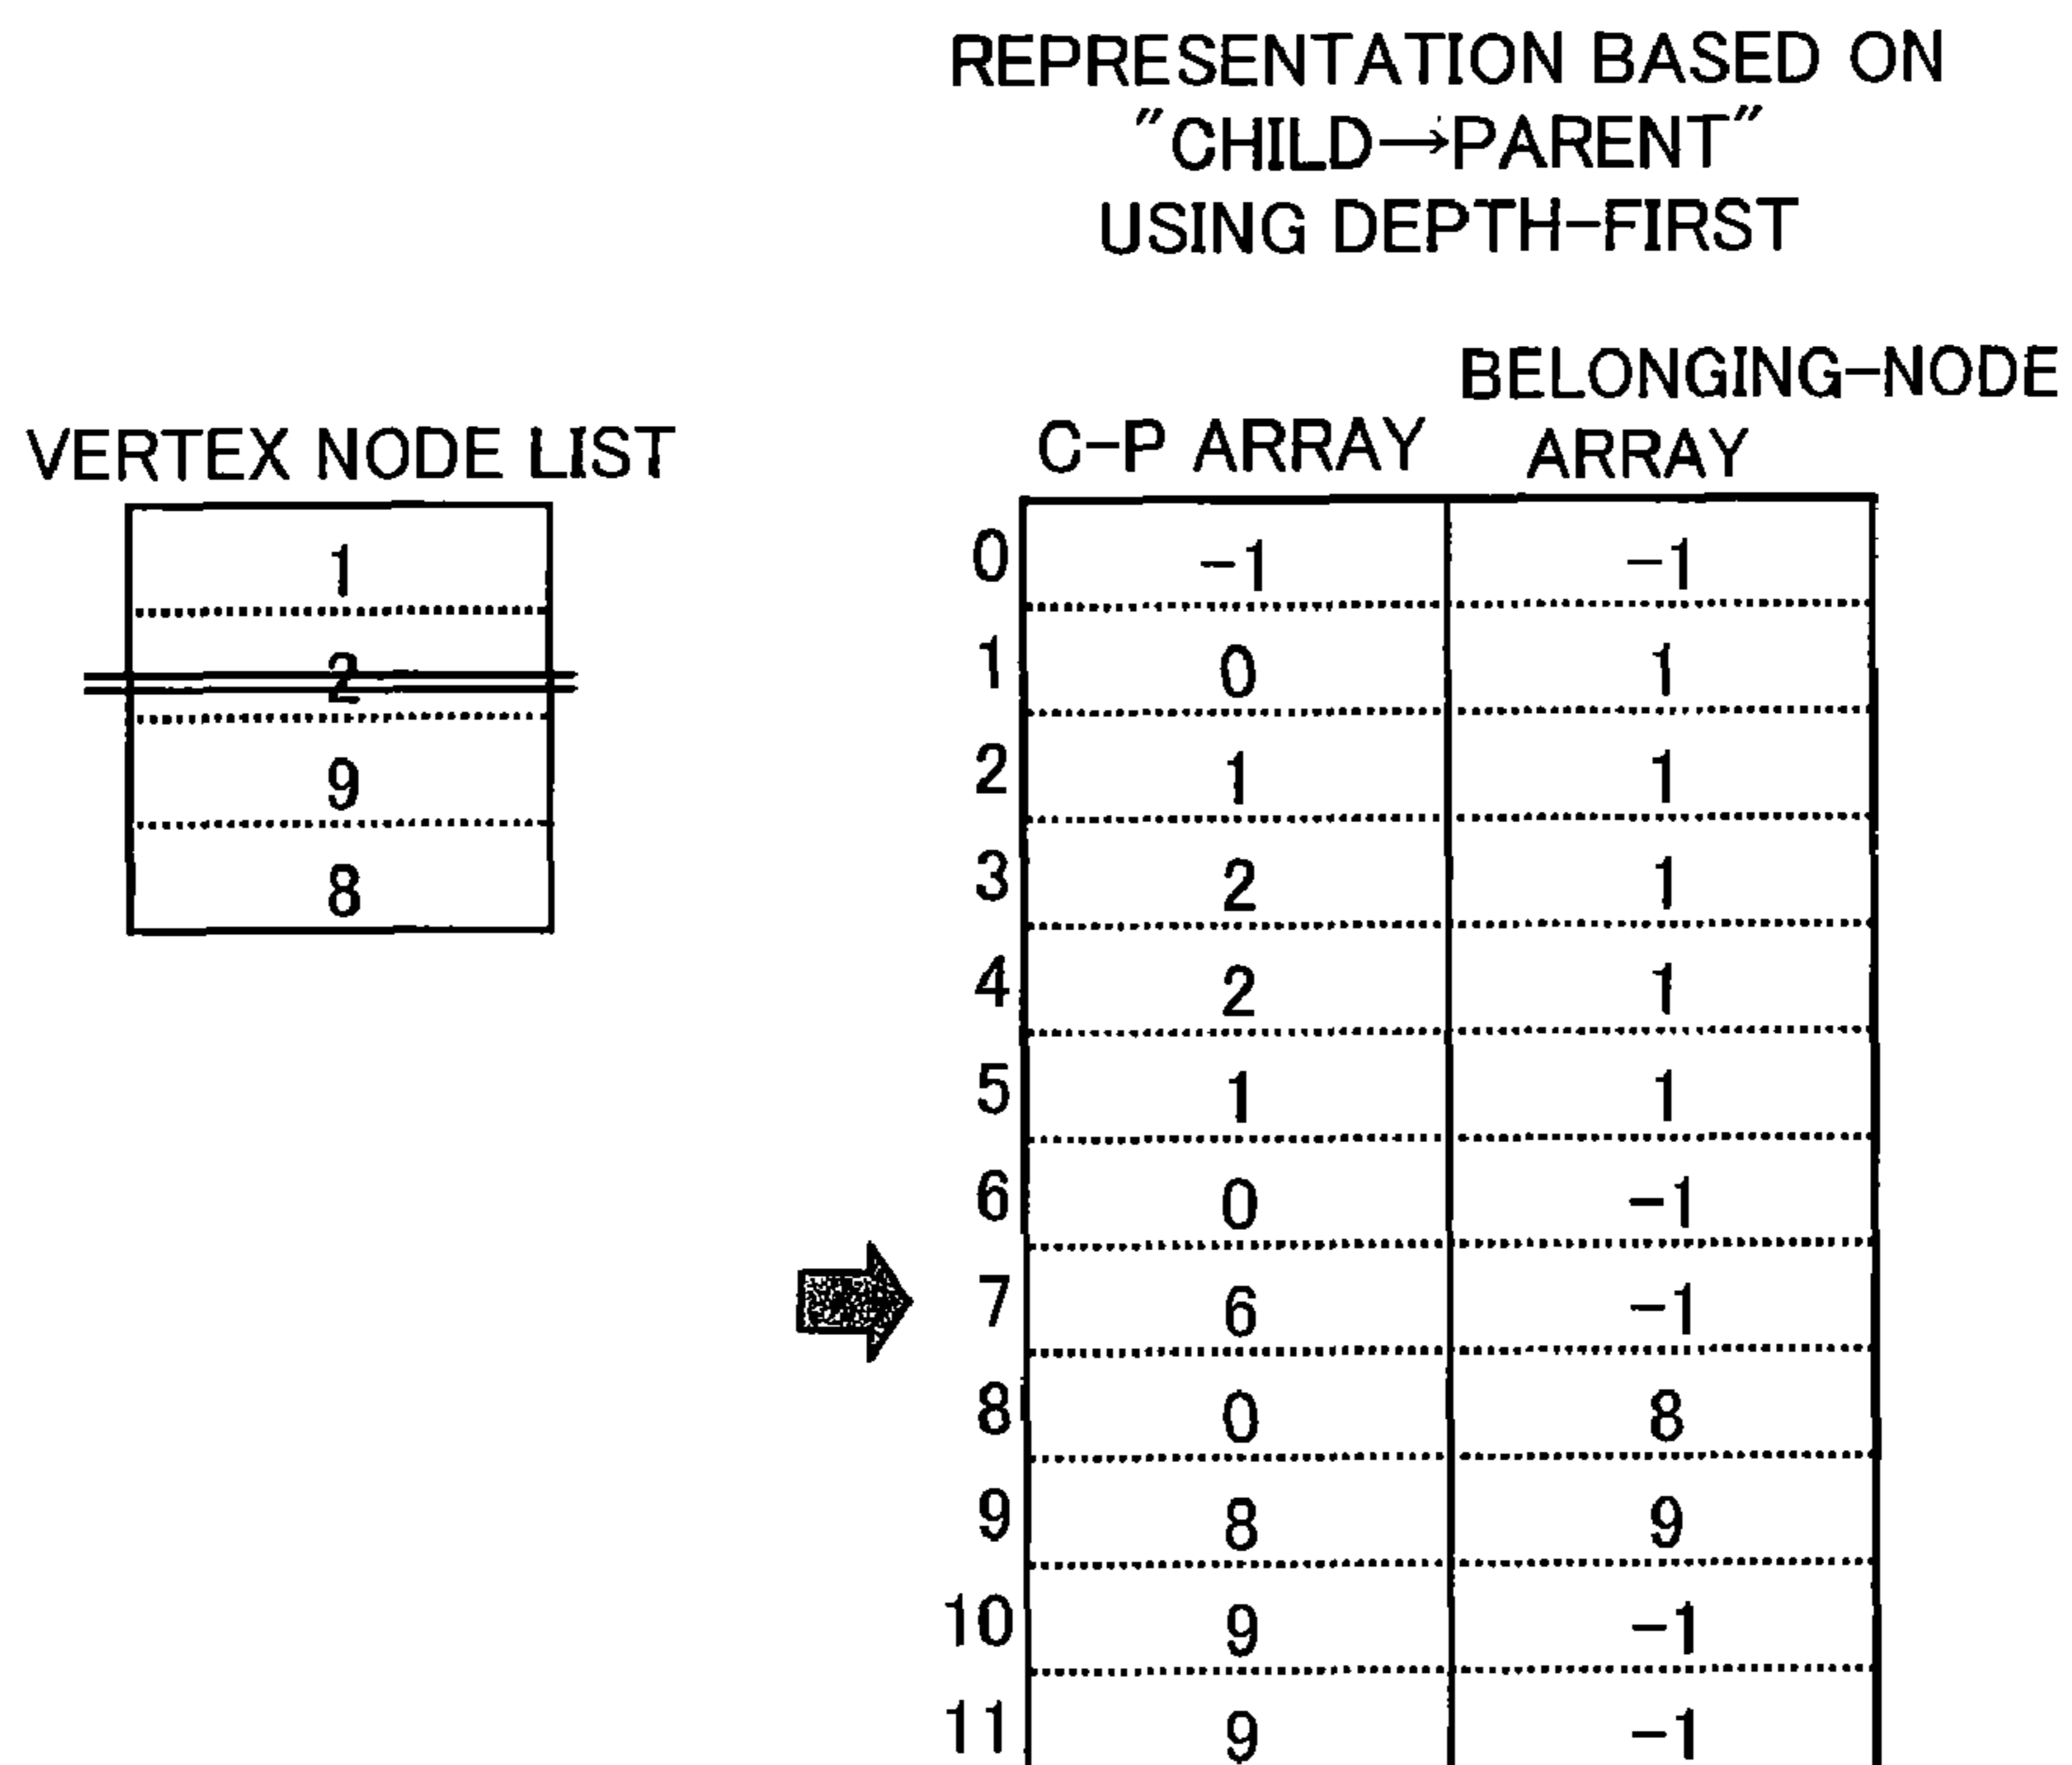 REPRESENTATION BASED ON
"CHILD→PARENT"
USING DEPTH-FIRST
VERTEX NODE LIST
1
2
9
8
C-P ARRAY BELONGING-NODE ARRAY
0 -1 -1
1 0 1
2 1 1
3 2 1
4 2 1
5 1 1
6 0 -1
7 6 -1
8 0 8
9 8 9
10 9 -1
11 9 -1